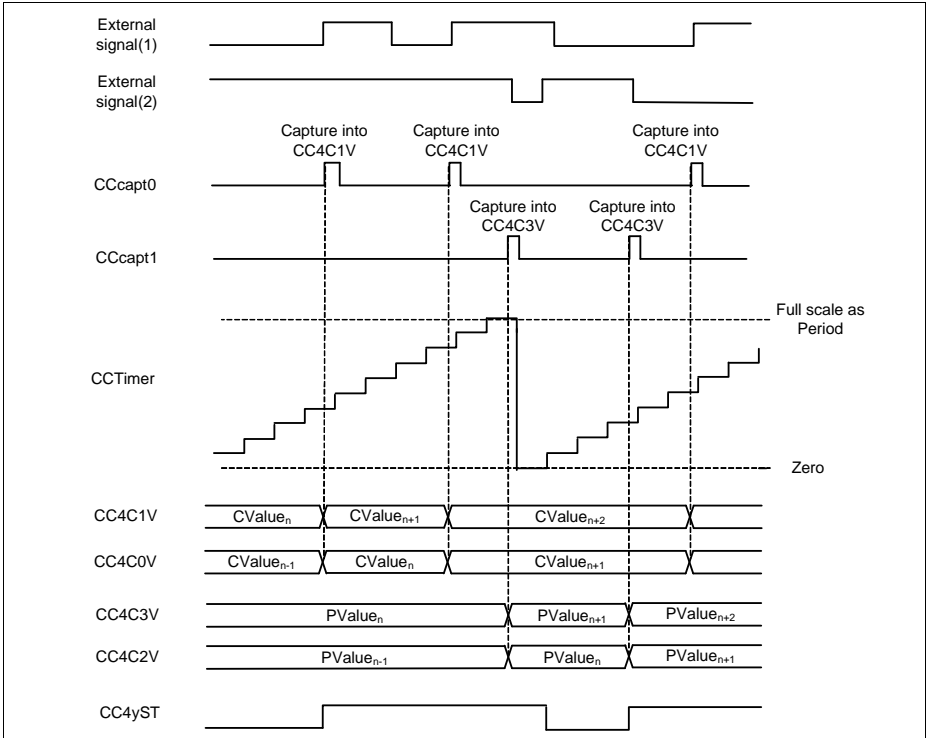 External
signal(1)
External
signal(2)
Capture into
CC4C1V
Capture into
CC4C1V
Capture into
CC4C1V
CCcapt0
Capture into
CC4C3V
Capture into
CC4C3V
CCcapt1
Full scale as
Period
CCTimer
Zero
CC4C1V CValuen CValuen+1 CValuen+2
CC4C0V CValuen-1 CValuen CValuen+1
CC4C3V PValuen PValuen+1 PValuen+2
CC4C2V PValuen-1 PValuen PValuen+1
CC4yST